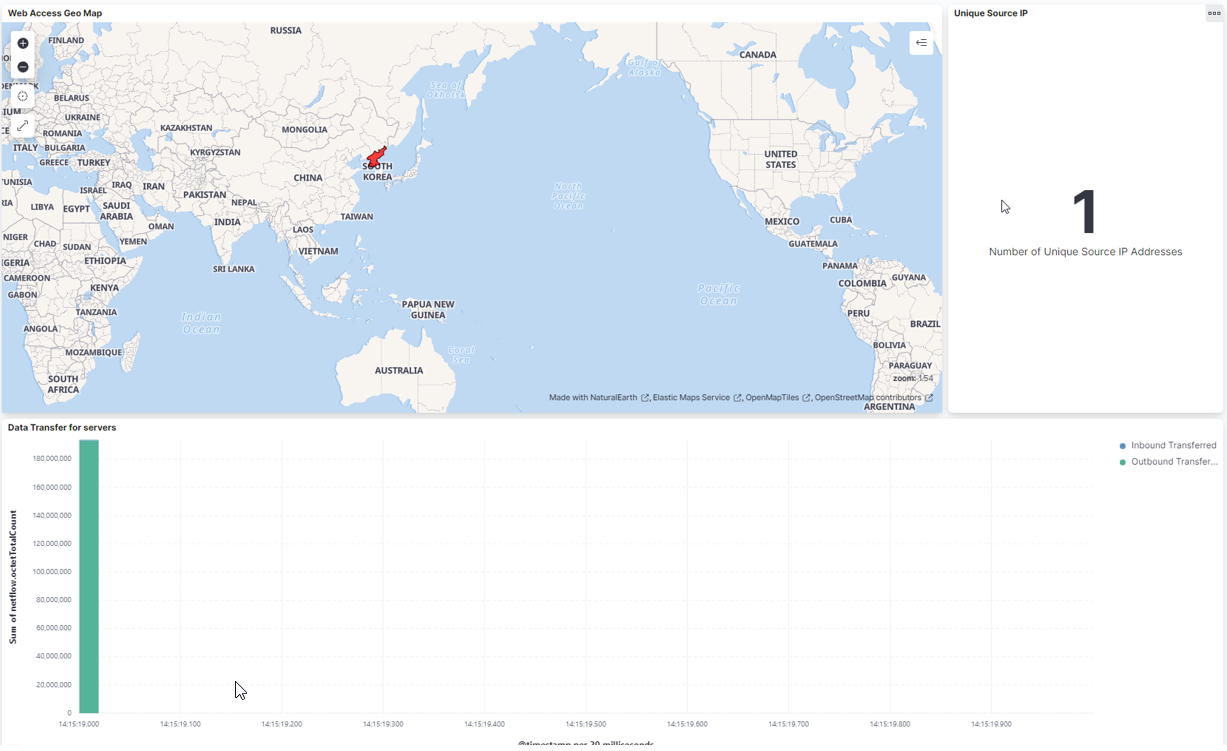 Web Access Geo Map
RUSSIA
FINLAND
CANADA
Gulf of
Alaska
Sea of
Okhotsk
BELARUS
UKRAINE
ROMANIA
KAZAKHSTAN
MONGOLIA
ITALY
BULGARIA
KYRGYZSTAN
GREECE
TURKEY
UNITED
STATES
SOUTH
KOREA
CHINA
ISRAEL
IRAQ
IRAN
PAKISTAN
NEPAL
North
Pacific
Ocean
LIBYA
EGYPT
SAUDI
ARABIA
OMAN
INDIA
TAIWAN
LAOS
MEXICO
CUBA
NIGER
CHAD
SUDAN
YEMEN
VIETNAM
GUATEMALA
ETHIOPIA
SRI LANKA
PANAMA
CAMEROON
GABON
KENYA
COLOMBIA
GUYANA
Pacific
Ocean
TANZANIA
PAPUA NEW
GUINEA
PERU
BRAZIL
Indian
Ocean
ANGOLA
MOZAMBIQUE
Coral
Sea
BOLIVIA
AUSTRALIA
PARAGUAY
SOUTH
AFRICA
zoom: 1.54
Made with NaturalEarth , Elastic Maps Service , OpenMapTiles , OpenStreetMap contributors
ARGENTINA
Unique Source IP
1
Number of Unique Source IP Addresses
Data Transfer for servers
Inbound Transferred
Outbound Transfer...
Sum of netflow.octetTotalCount
180,000,000
160,000,000
140,000,000
120,000,000
100,000,000
80,000,000
60,000,000
40,000,000
20,000,000
0
14:15:19.000 14:15:19.100 14:15:19.200 14:15:19.300 14:15:19.400 14:15:19.500 14:15:19.600 14:15:19.700 14:15:19.800 14:15:19.900
@timestamp per 20 milliseconds